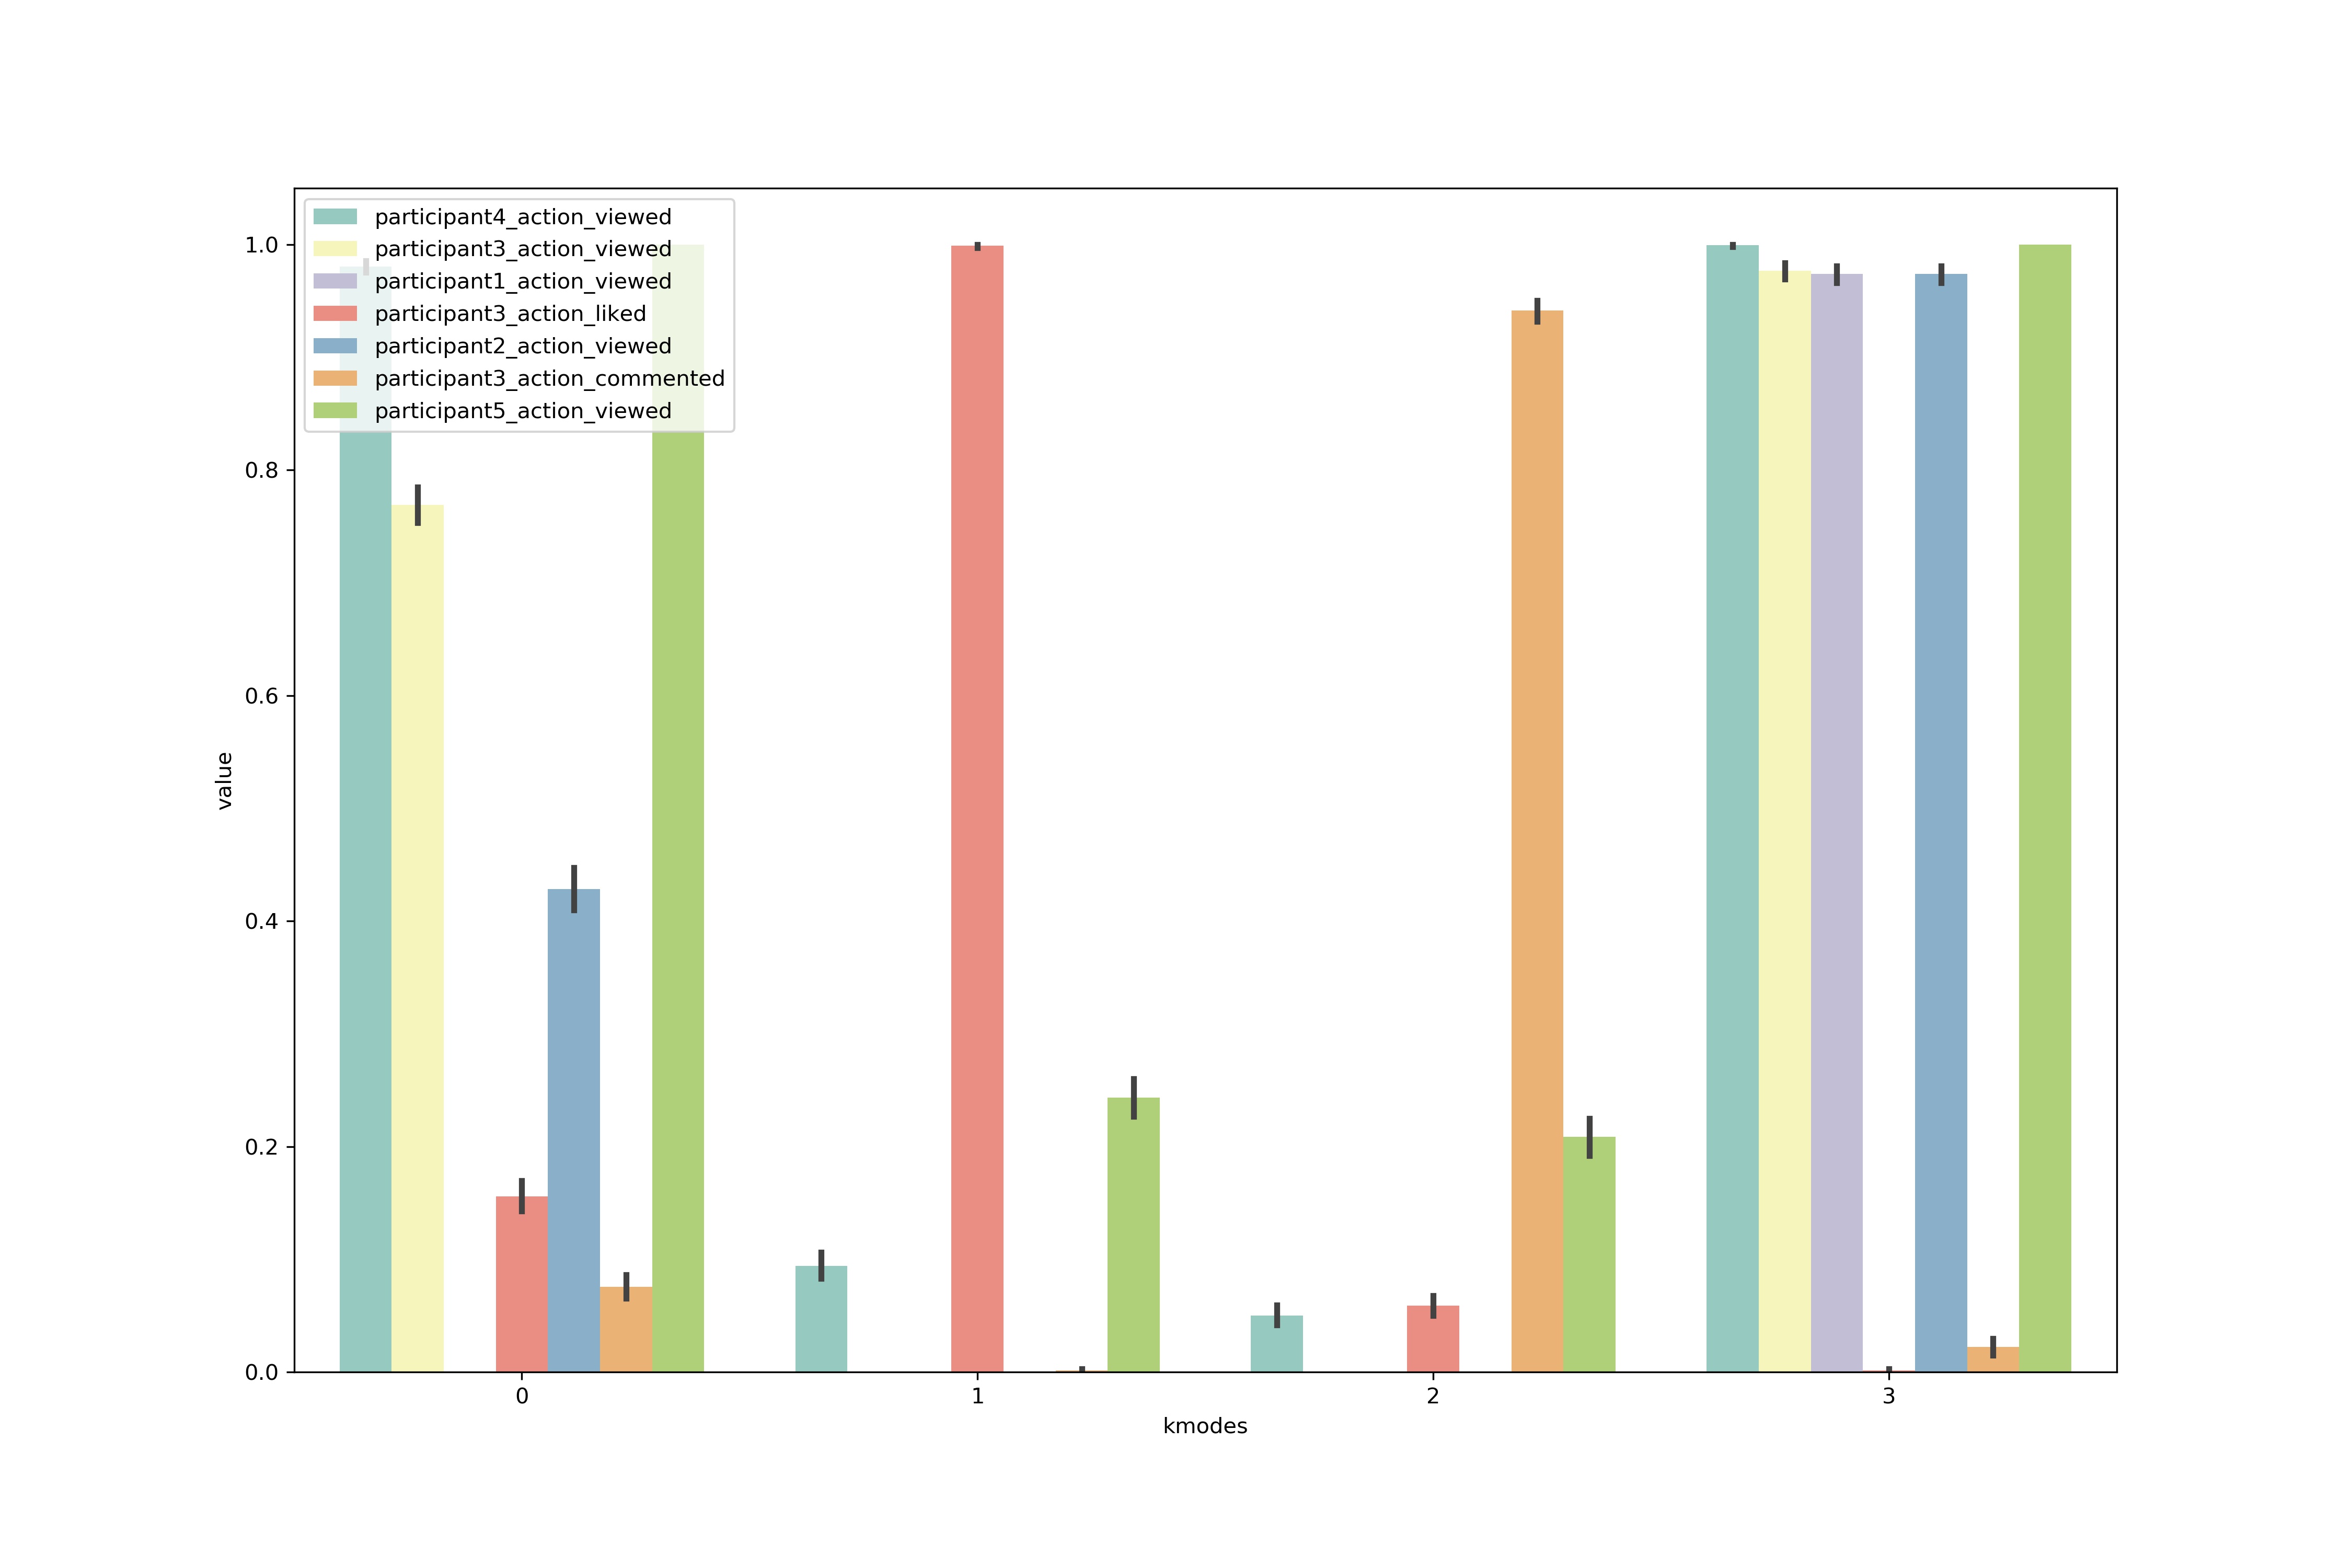 participant4_action_viewed
participant3_action_viewed
participant1_action_viewed
participant3_action_liked
participant2_action_viewed
participant3_action_commented
participant5_action_viewed
1.0
0.8
0.6
0.4
0.2
0.0
value
0 1 2 3
kmodes